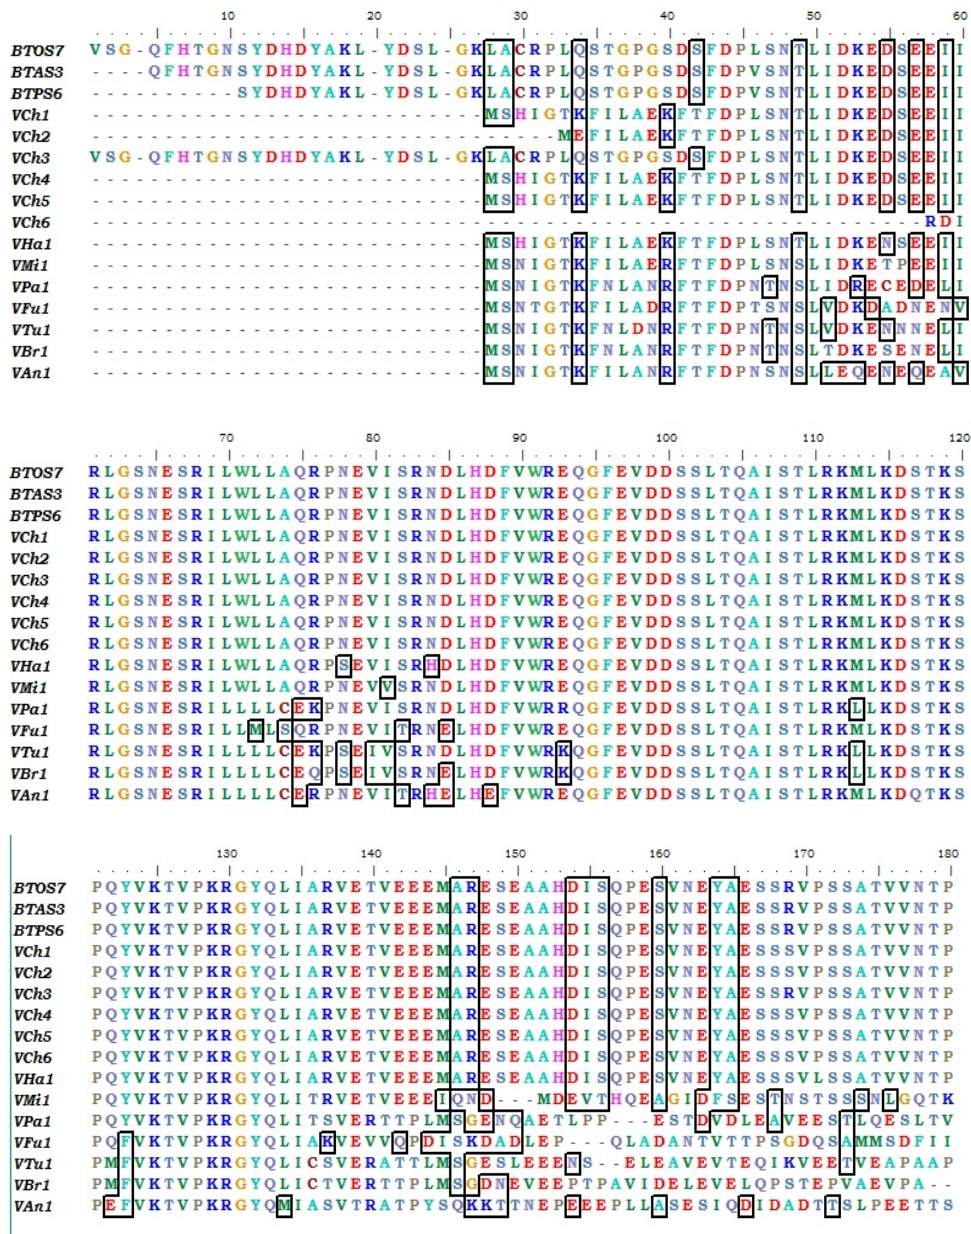 10 20 30 40 50 60
BTOS7 VSG-QFHTGNSYDHDYAKL-YDSL-GKLACRPLQSTGPGSDSFDPLSNTLIDKEDSEEII
BTAS3 ----QFHTGNSYDHDYAKL-YDSL-GKLACRPLQSTGPGSDSFDPVSNTLIDKEDSEEII
BTPS6 ----------SYDHDYAKL-YDSL-GKLACRPLQSTGPGSDSFDPLSNTLIDKEDSEEII
VCh1 ---------------------------MSHIGTKFILAEKFTFDPLSNTLIDKEDSEEII
VCh2 --------------------------------MEFILAEKFTFDPLSNTLIDKEDSEEII
VCh3 VSG-QFHTGNSYDHDYAKL-YDSL-GKLACRPLQSTGPGSDSFDPLSNTLIDKEDSEEII
VCh4 ---------------------------MSHIGTKFILAEKFTFDPLSNTLIDKEDSEEII
VCh5 ---------------------------MSHIGTKFILAEKFTFDPLSNTLIDKEDSEEII
VCh6 ---------------------------------------------------------RDI
VHa1 ---------------------------MSHIGTKFILAEKFTFDPLSNTLIDKENSEEII
VMi1 ---------------------------MSNIGTKFILAERFTFDPLSNSLIDKETPEEII
VPa1 ---------------------------MSNIGTKFNLANRFTFDPNTNSLIDRECEDELI
VFu1 ---------------------------MSNTGTKFILADRFTFDPTSNSLVDKDADNENV
VTu1 ---------------------------MSNIGTKFNLDNRFTFDPNTNSLVDKENNNELI
VBr1 ---------------------------MSNIGTKFNLANRFTFDPNTNSLTDKESENELI
VAn1 ---------------------------MSNIGTKFILANRFTFDPNSNSLLEQENEQEAV
70 80 90 100 110 120
BTOS7 RLGSNESRILWLLAQRPNEVISRNDLHDFVWREQGFEVDDSSLTQAISTLRKMLKDSTKS
BTAS3 RLGSNESRILWLLAQRPNEVISRNDLHDFVWREQGFEVDDSSLTQAISTLRKMLKDSTKS
BTPS6 RLGSNESRILWLLAQRPNEVISRNDLHDFVWREQGFEVDDSSLTQAISTLRKMLKDSTKS
VCh1 RLGSNESRILWLLAQRPNEVISRNDLHDFVWREQGFEVDDSSLTQAISTLRKMLKDSTKS
VCh2 RLGSNESRILWLLAQRPNEVISRNDLHDFVWREQGFEVDDSSLTQAISTLRKMLKDSTKS
VCh3 RLGSNESRILWLLAQRPNEVISRNDLHDFVWREQGFEVDDSSLTQAISTLRKMLKDSTKS
VCh4 RLGSNESRILWLLAQRPNEVISRNDLHDFVWREQGFEVDDSSLTQAISTLRKMLKDSTKS
VCh5 RLGSNESRILWLLAQRPNEVISRNDLHDFVWREQGFEVDDSSLTQAISTLRKMLKDSTKS
VCh6 RLGSNESRILWLLAQRPNEVISRNDLHDFVWREQGFEVDDSSLTQAISTLRKMLKDSTKS
VHa1 RLGSNESRILWLLAQRPSEVISRHDLHDFVWREQGFEVDDSSLTQAISTLRKMLKDSTKS
VMi1 RLGSNESRILWLLAQRPNEVVSRNDLHDFVWREQGFEVDDSSLTQAISTLRKMLKDSTKS
VPa1 RLGSNESRILLLLCEKPNEVISRNDLHDFVWRRQGFEVDDSSLTQAISTLRKLLKDSTKS
VFu1 RLGSNESRILLMLSQRPNEVITRNELHDFVWREQGFEVDDSSLTQAISTLRKMLKDSTKS
VTu1 RLGSNESRILLLLCEKPSEIVSRNDLHDFVWRKQGFEVDDSSLTQAISTLRKLLKDSTKS
VBr1 RLGSNESRILLLLCEQPSEIVSRNELHDFVWRKQGFEVDDSSLTQAISTLRKLLKDSTKS
VAn1 RLGSNESRILLLLCERPNEVITRHELHEFVWREQGFEVDDSSLTQAISTLRKMLKDQTKS
130 140 150 160 170 180
BTOS7 PQYVKTVPKRGYQLIARVETVEEEMARESEAAHDISQPESVNEYAESSRVPSSATVVNTP
BTAS3 PQYVKTVPKRGYQLIARVETVEEEMARESEAAHDISQPESVNEYAESSRVPSSATVVNTP
BTPS6 PQYVKTVPKRGYQLIARVETVEEEMARESEAAHDISQPESVNEYAESSRVPSSATVVNTP
VCh1 PQYVKTVPKRGYQLIARVETVEEEMARESEAAHDISQPESVNEYAESSSVPSSATVVNTP
VCh2 PQYVKTVPKRGYQLIARVETVEEEMARESEAAHDISQPESVNEYAESSSVPSSATVVNTP
VCh3 PQYVKTVPKRGYQLIARVETVEEEMARESEAAHDISQPESVNEYAESSRVPSSATVVNTP
VCh4 PQYVKTVPKRGYQLIARVETVEEEMARESEAAHDISQPESVNEYAESSSVPSSATVVNTP
VCh5 PQYVKTVPKRGYQLIARVETVEEEMARESEAAHDISQPESVNEYAESSSVPSSATVVNTP
VCh6 PQYVKTVPKRGYQLIARVETVEEEMARESEAAHDISQPESVNEYAESSSVPSSATVVNTP
VHa1 PQYVKTVPKRGYQLIARVETVEEEMARESEAAHDISQPESVNEYAESSSVLSSATVVNTP
VMi1 PQYVKTVPKRGYQLITRVETVEEEIQND---MDEVTHQEAGIDFSESTNSTSSSNLGQTK
VPa1 PQYVKTVPKRGYQLITSVERTTPLMSGENQAETLPP---ESTDVDLEAVEESTLQESLTV
VFu1 PQFVKTVPKRGYQLIAKVEVVQPDISKDADLEP---QLADANTVTTPSGDQSAMMSDFII
VTu1 PMFVKTVPKRGYQLICSVERATTLMSGESLEEENS--ELEAVEVTEQIKVEETVEAPAAP
VBr1 PMFVKTVPKRGYQLICTVERTTPLMSGDNEVEEPTPAVIDELEVELQPSTEPVAEVPA--
VAn1 PEFVKTVPKRGYQMIASVTRATPYSQKKTTNEPEEEPLLASESIQDIDADTTSLPEETTS